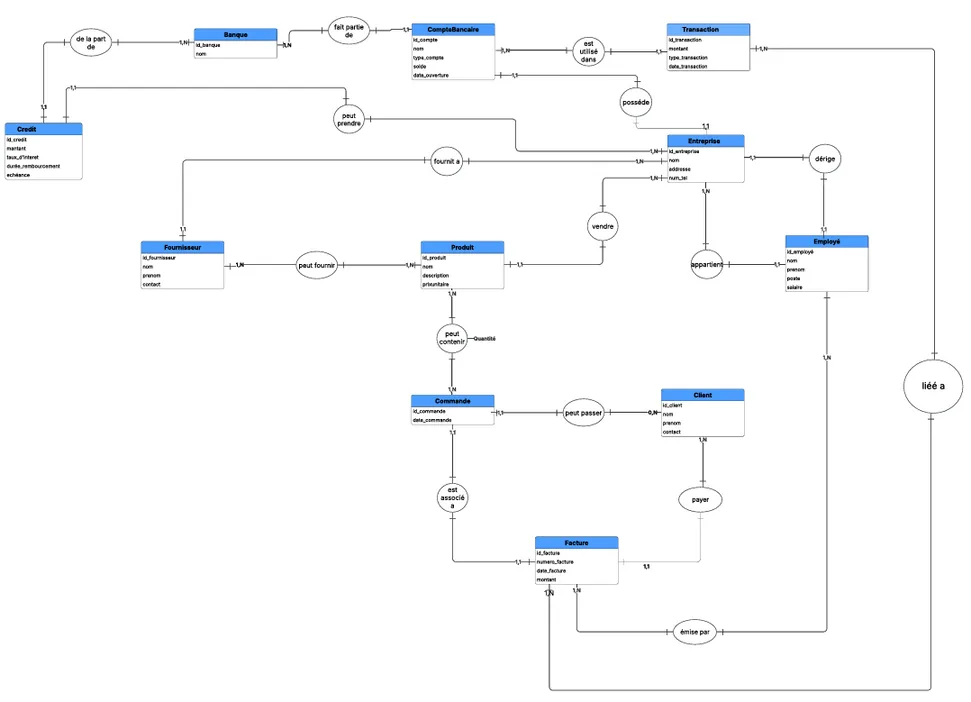 fait partie
dé
Banque
id_banque
nom
1,N
1,N
1,1
CompteBancaire
id_compte
nom
type_compte
solde
date_ouverture
1,N
1,1
est
utilisé
dans
1,1
Transaction
id_transaction
montant
type_transaction
date_transaction
1,N
de la part
de
1,1
1,1
Credit
id_credit
montant
taux_d'interet
durée_remboursement
echéance
peut
prendre
posséde
1,1
Entreprise
id_entreprise
nom
addresse
num_tel
1,N
1,N
1,N
1,N
1,1
dérige
fournit a
1,1
vendre
1,1
Fournisseur
id_fournisseur
nom
prenom
contact
1,N
peut fournir
1,N
Produit
id_produit
nom
description
prixunitaire
1,1
1,N
appartient
1,1
Employé
id_employé
nom
prenom
poste
salaire
1,N
peut
contenir
Quantité
1,N
liéé a
Commande
id_commande
date_commande
1,1
1,1
peut passer
0,N
Client
id_client
nom
prenom
contact
1,N
est
associé
a
payer
1,1
Facture
id_facture
numero_facture
date_facture
montant
1,1
1,N
1,N
émise par